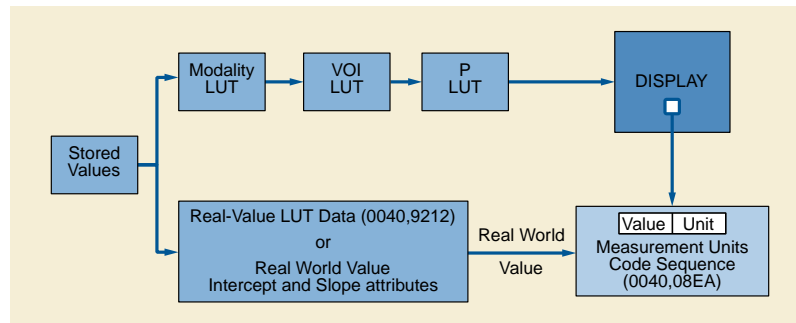 Modality
LUT
VOI
LUT
P
LUT
DISPLAY
Stored
Values
Real-Value LUT Data (0040,9212)
or
Real World Value
Intercept and Slope attributes
Real World
Value
Value Unit
Measurement Units
Code Sequence
(0040,08EA)